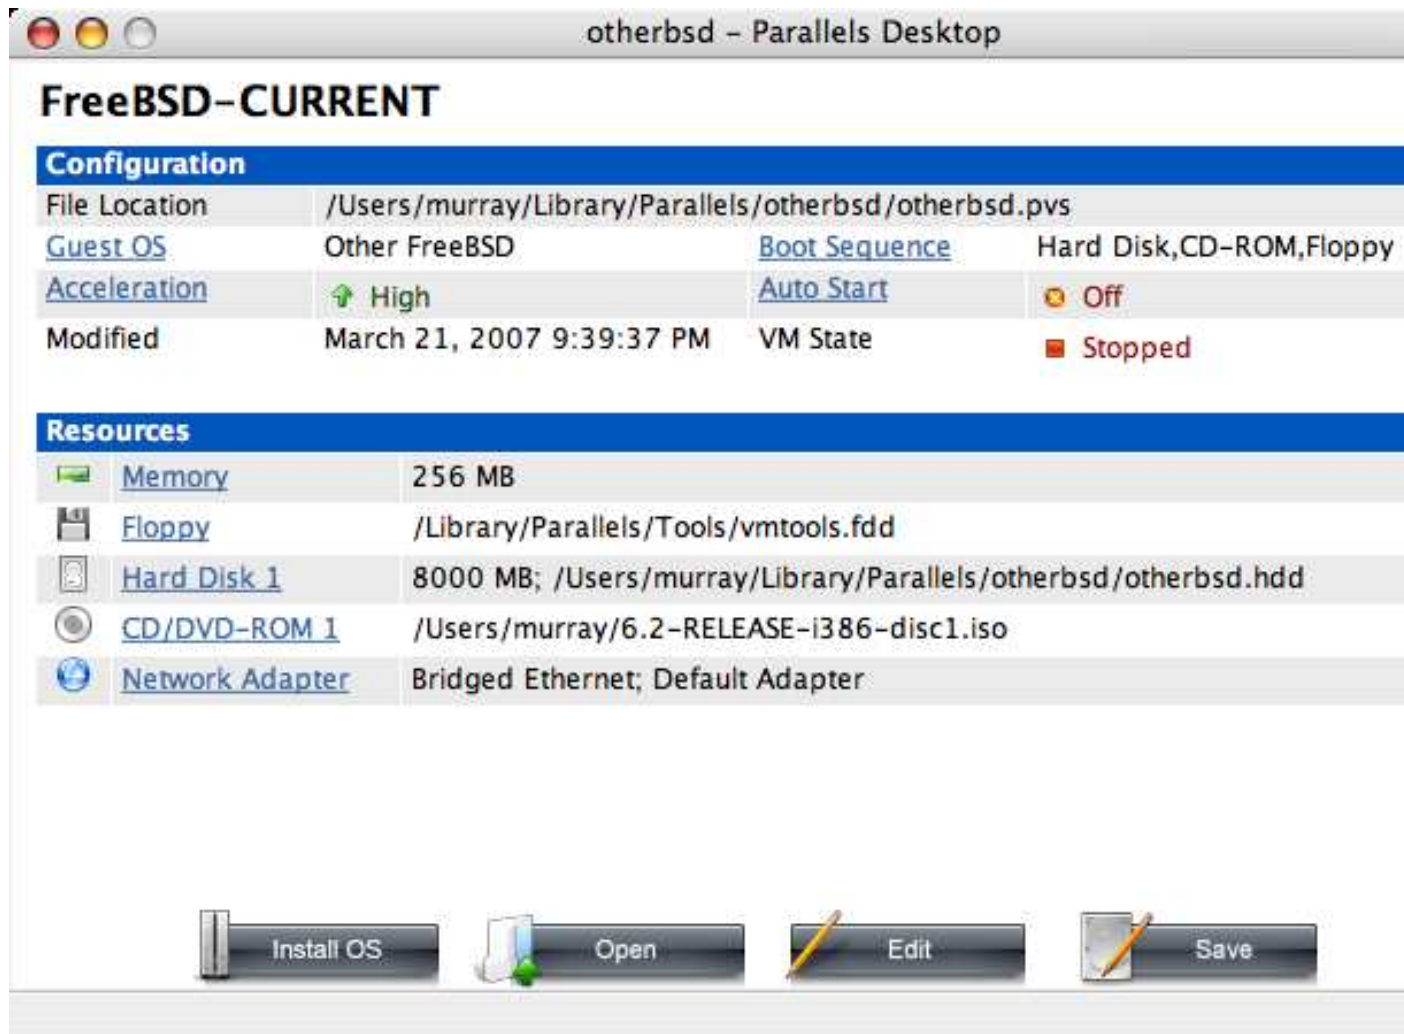 otherbsd – Parallels Desktop
FreeBSD-CURRENT
Configuration
File Location /Users/murray/Library/Parallels/otherbsd/otherbsd.pvs
Guest OS Other FreeBSD Boot Sequence Hard Disk,CD-ROM,Floppy
Acceleration High Auto Start Off
Modified March 21, 2007 9:39:37 PM VM State Stopped
Resources
Memory 256 MB
Floppy /Library/Parallels/Tools/vmtools.fdd
Hard Disk 1 8000 MB; /Users/murray/Library/Parallels/otherbsd/otherbsd.hdd
CD/DVD-ROM 1 /Users/murray/6.2-RELEASE-i386-disc1.iso
Network Adapter Bridged Ethernet; Default Adapter
Install OS Open Edit Save